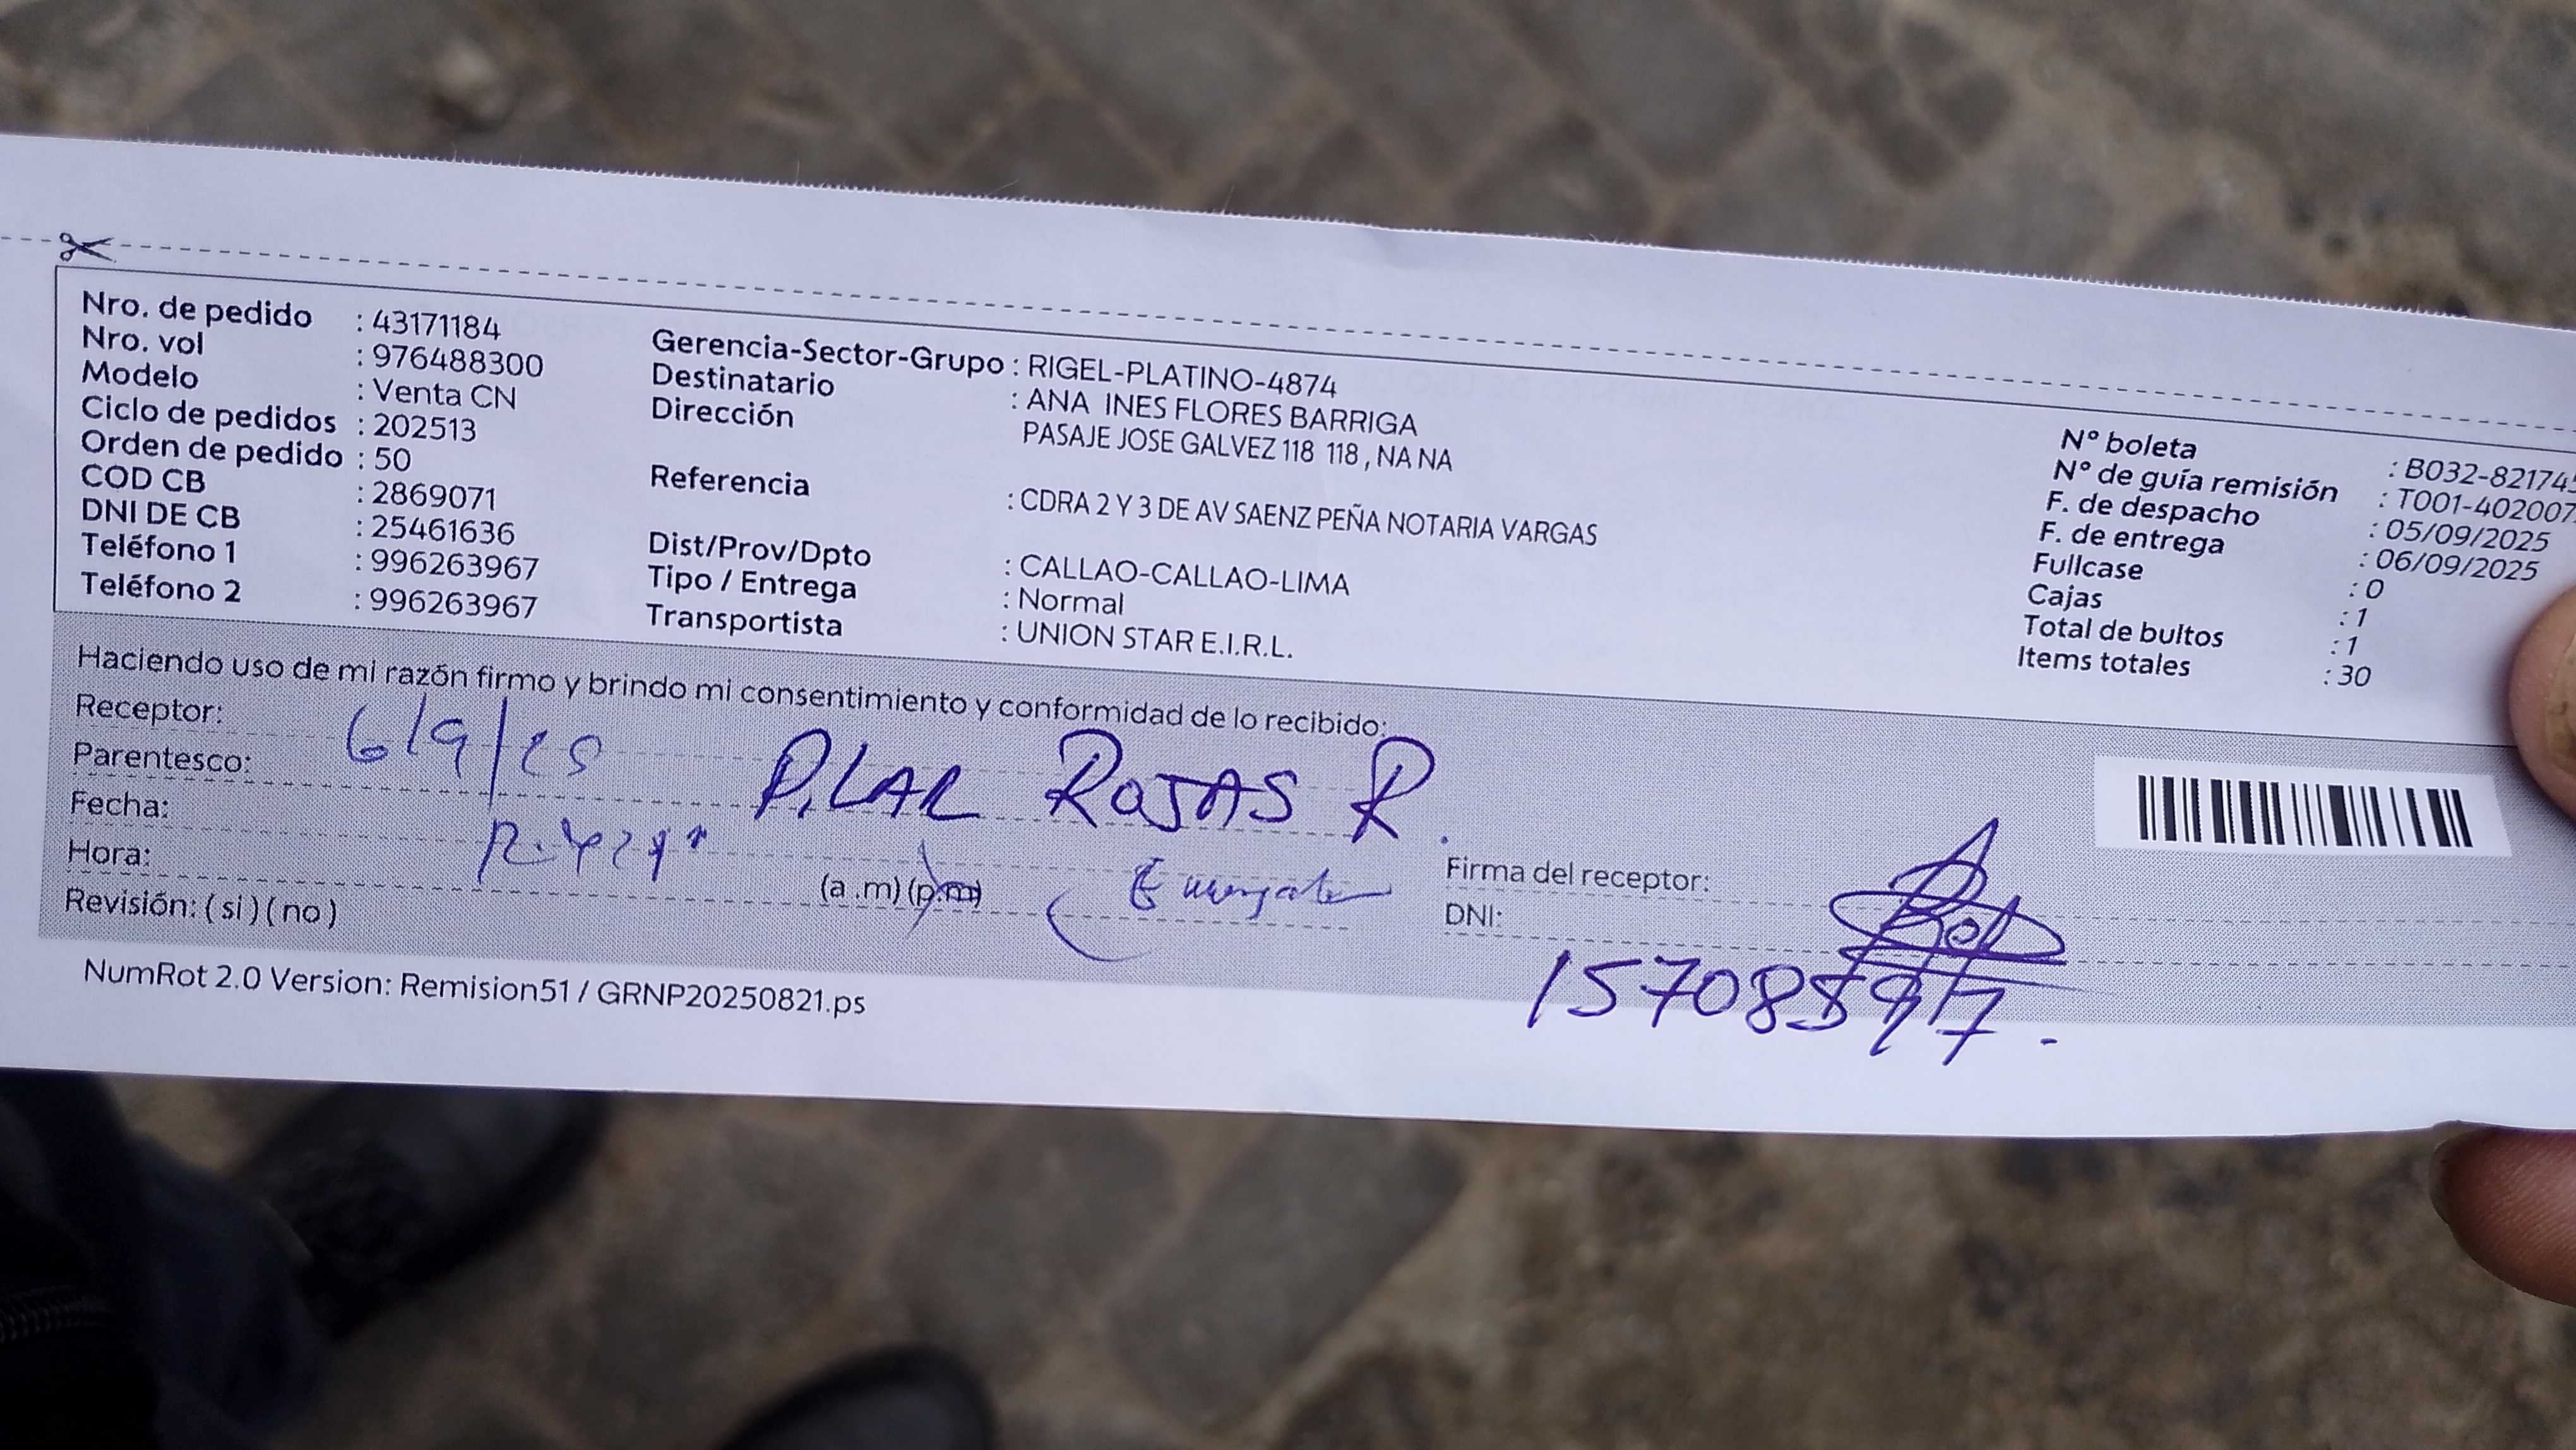 Nro. de pedido : 43171184
Nro. vol : 976488300
Modelo : Venta CN
Ciclo de pedidos : 202513
Orden de pedido : 50
COD CB : 2869071
DNI DE CB : 25461636
Teléfono 1 : 996263967
Teléfono 2 : 996263967
Gerencia-Sector-Grupo : RIGEL-PLATINO-4874
Destinatario : ANA INES FLORES BARRIGA
Dirección PASAJE JOSE GALVEZ 118 118 , NA NA
Referencia : CDRA 2 Y 3 DE AV SAENZ PEÑA NOTARIA VARGAS
Dist/Prov/Dpto : CALLAO-CALLAO-LIMA
Tipo / Entrega : Normal
Transportista : UNION STAR E.I.R.L.
N° boleta : B032-82174
N° de guía remisión : T001-402007
F. de despacho : 05/09/2025
F. de entrega : 06/09/2025
Fullcase : 0
Cajas : 1
Total de bultos : 1
Items totales : 30
Haciendo uso de mi razón firmo y brindo mi consentimiento y conformidad de lo recibido:
Receptor: 6/9/25 PILAR ROJAS R.
Parentesco:
Fecha:
Hora: (a .m) (p.m)
Revisión: ( si ) ( no )
Firma del receptor:
DNI:
NumRot 2.0 Version: Remision51 / GRNP20250821.ps